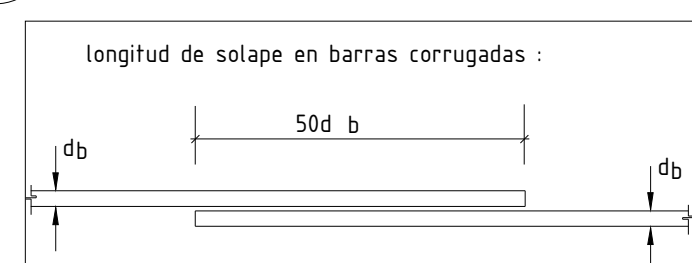 longitud de solape en barras corrugadas :
50d b
db
db